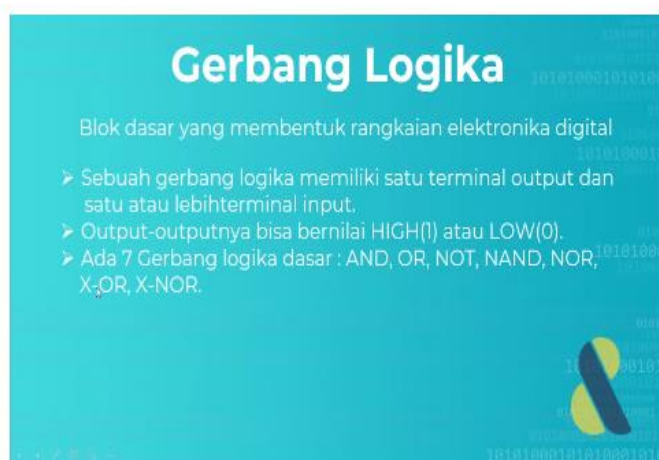 Gerbang Logika
Blok dasar yang membentuk rangkaian elektronika digital
➤ Sebuah gerbang logika memiliki satu terminal output dan
satu atau lebihterminal input.
➤ Output-outputnya bisa bernilai HIGH(1) atau LOW(0).
➤ Ada 7 Gerbang logika dasar : AND, OR, NOT, NAND, NOR,
X-OR, X-NOR.